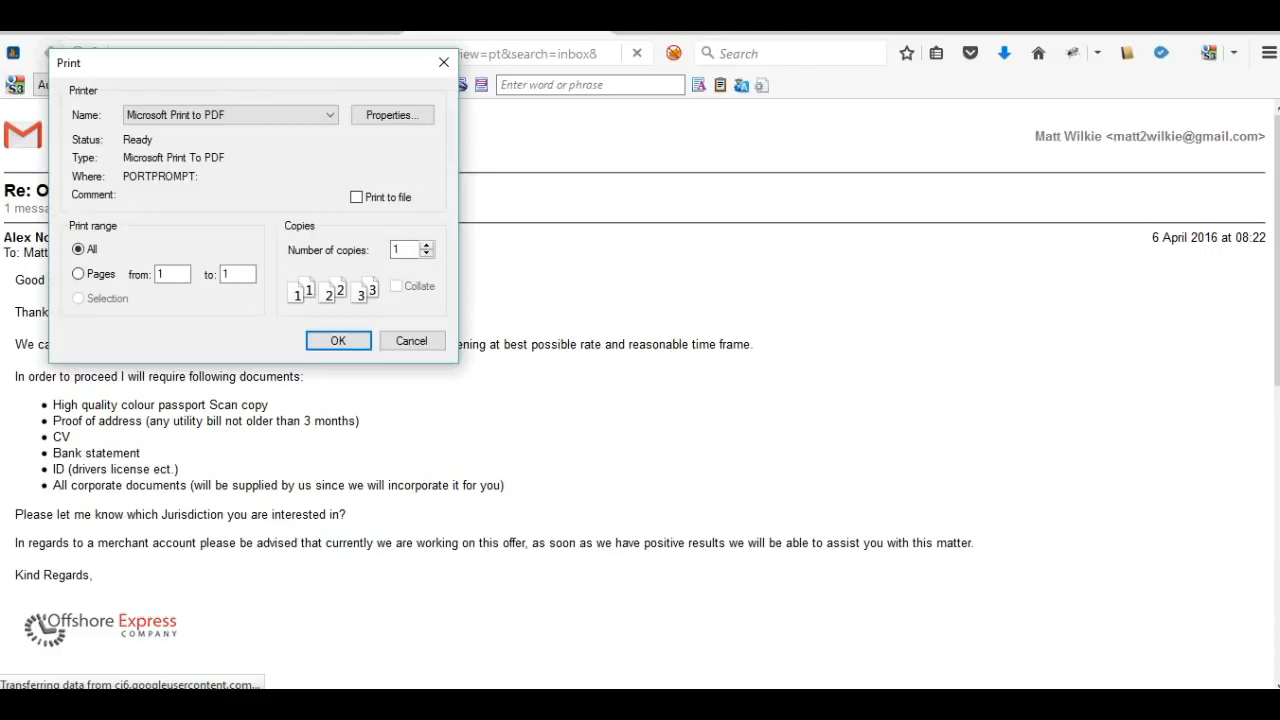 Print
view=pt&search=inbox&
Search
Enter word or phrase
Printer
Name: Microsoft Print to PDF Properties...
Status: Ready
Type: Microsoft Print To PDF
Where: PORTPROMPT:
Comment:
Print to file
Print range
All
Pages from: 1 to: 1
Selection
Copies
Number of copies: 1
1 1 2 2 3 3
Collate
OK Cancel
Matt Wilkie <matt2wilkie@gmail.com>
Re:
1
Alex
6 April 2016 at 08:22
To: Matt
Good
Thank
We
at best possible rate and reasonable time frame.
In order to proceed I will require following documents:
• High quality colour passport Scan copy
• Proof of address (any utility bill not older than 3 months)
• CV
• Bank statement
• ID (drivers license ect.)
• All corporate documents (will be supplied by us since we will incorporate it for you)
Please let me know which Jurisdiction you are interested in?
In regards to a merchant account please be advised that currently we are working on this offer, as soon as we have positive results we will be able to assist you with this matter.
Kind Regards,
Offshore Express
COMPANY
Transferring data from ci6.googleusercontent.com...